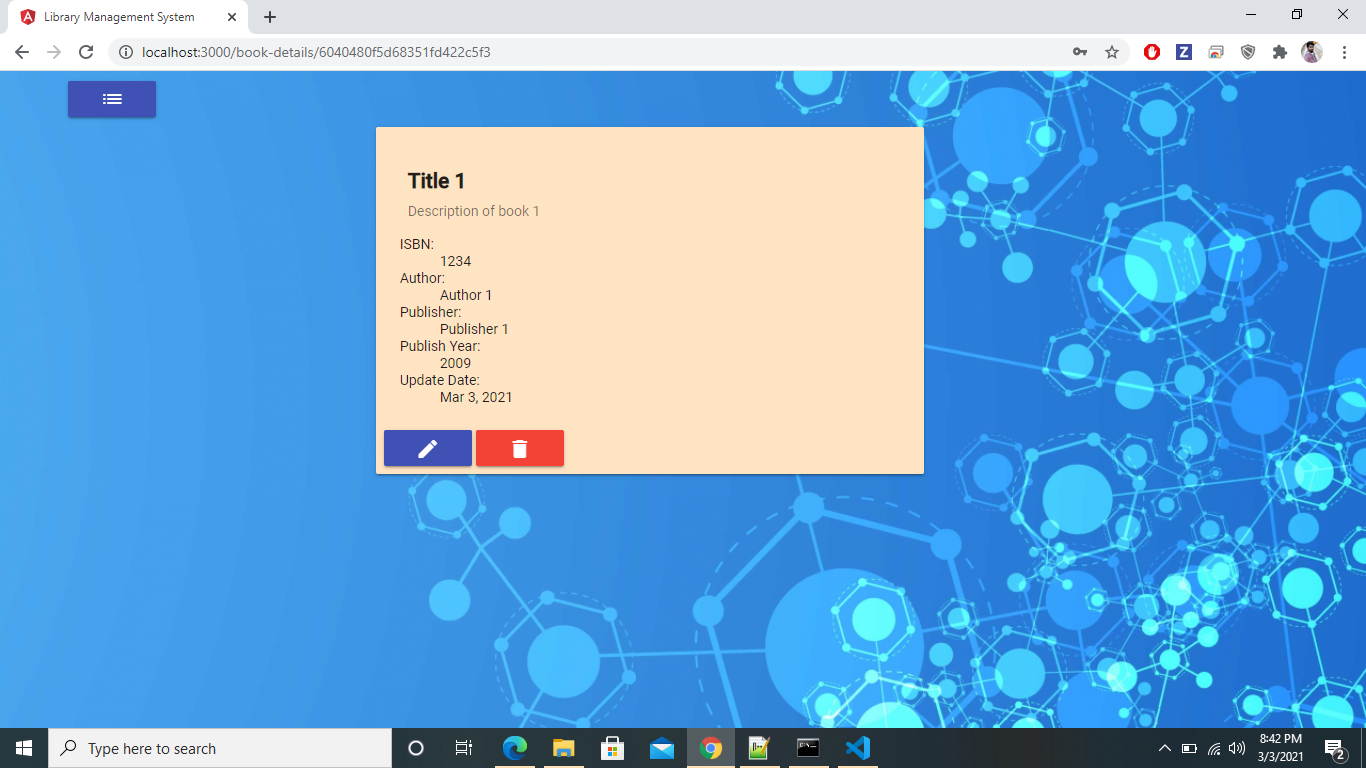 Library Management System
localhost:3000/book-details/6040480f5d68351fd422c5f3
Title 1
Description of book 1
ISBN:
1234
Author:
Author 1
Publisher:
Publisher 1
Publish Year:
2009
Update Date:
Mar 3, 2021
Type here to search
8:42 PM
3/3/2021
2